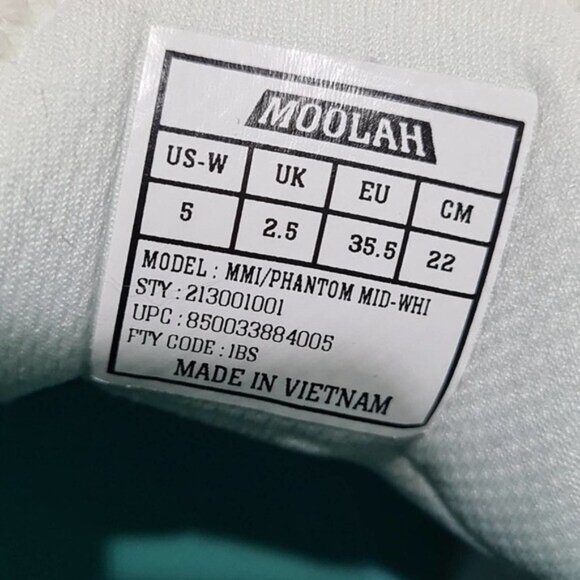 MOOLAH
US-W UK EU CM
5 2.5 35.5 22
MODEL : MMI/PHANTOM MID-WHI
STY : 213001001
UPC : 850033884005
FTY CODE : 1BS
MADE IN VIETNAM